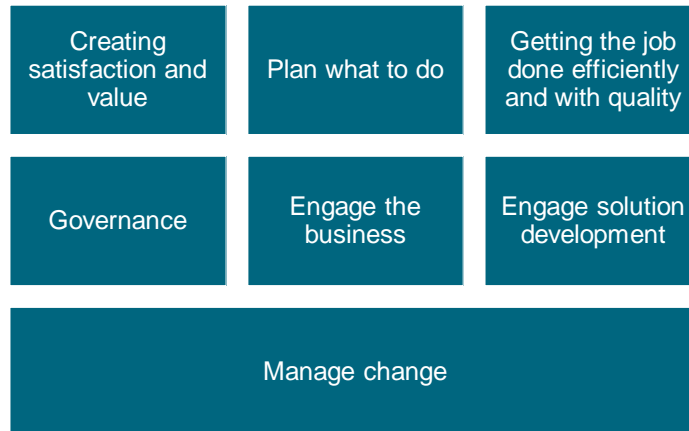 Creating
satisfaction and
value
Plan what to do
Getting the job
done efficiently
and with quality
Governance
Engage the
business
Engage solution
development
Manage change